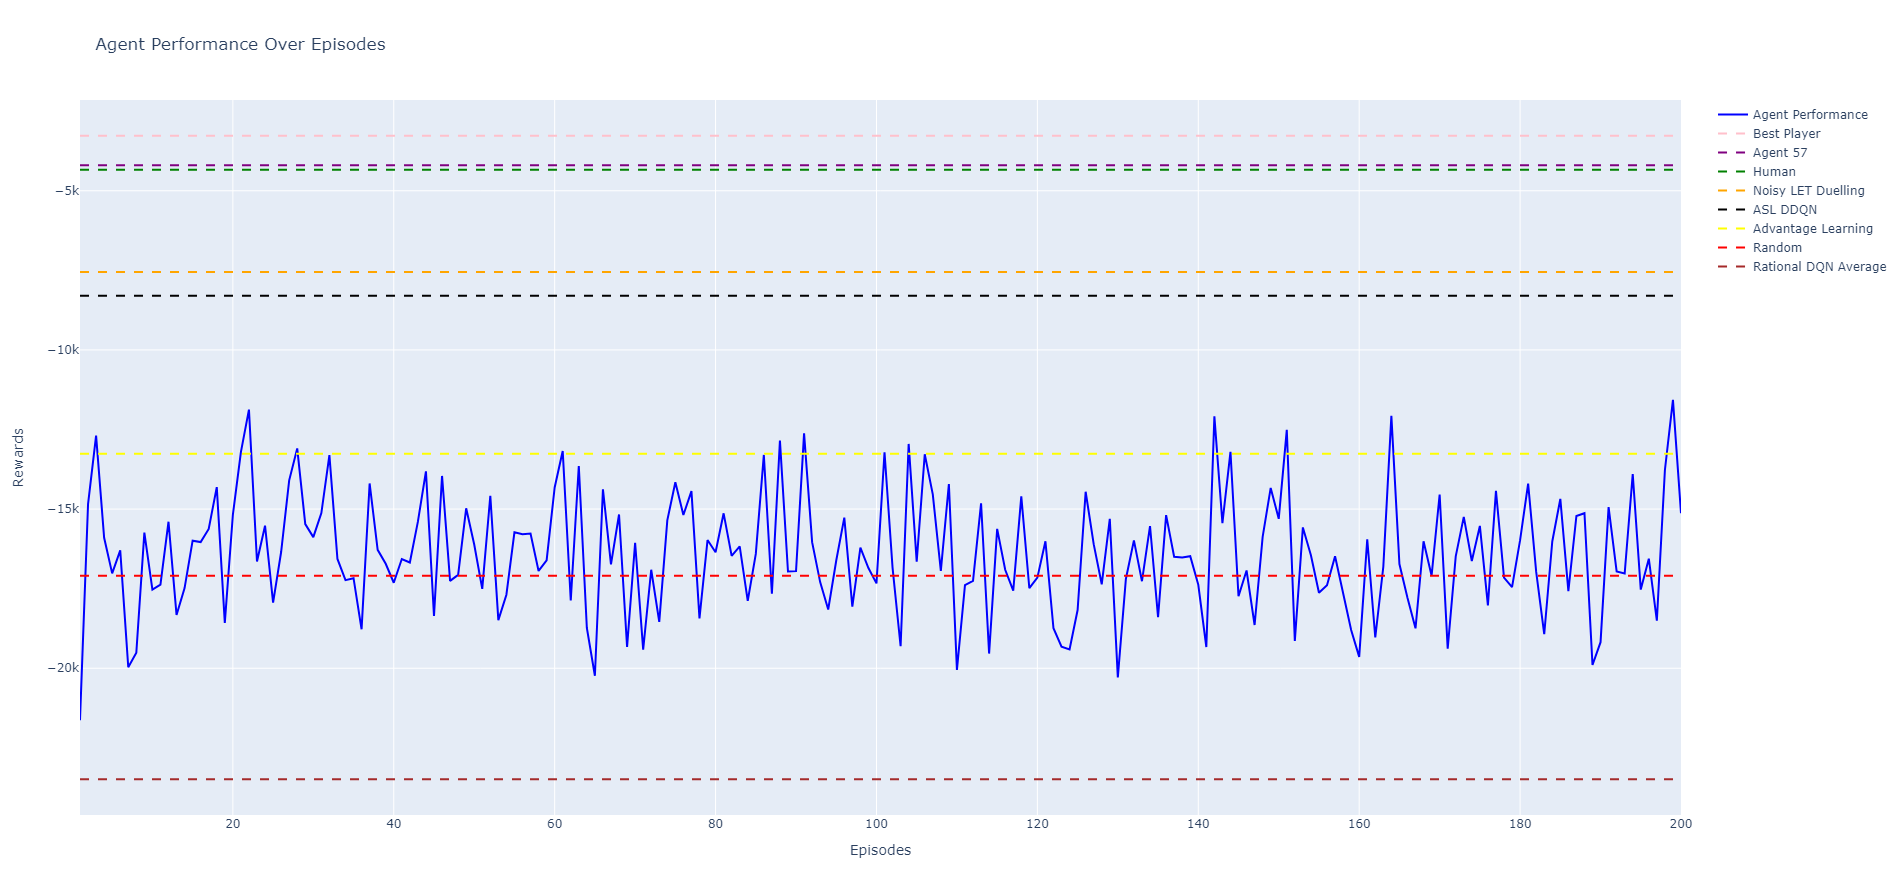 Agent Performance Over Episodes
Agent Performance
Best Player
Agent 57
Human
Noisy LET Duelling
ASL DDQN
Advantage Learning
Random
Rational DQN Average
Rewards
−5k
−10k
−15k
−20k
20 40 60 80 100 120 140 160 180 200
Episodes